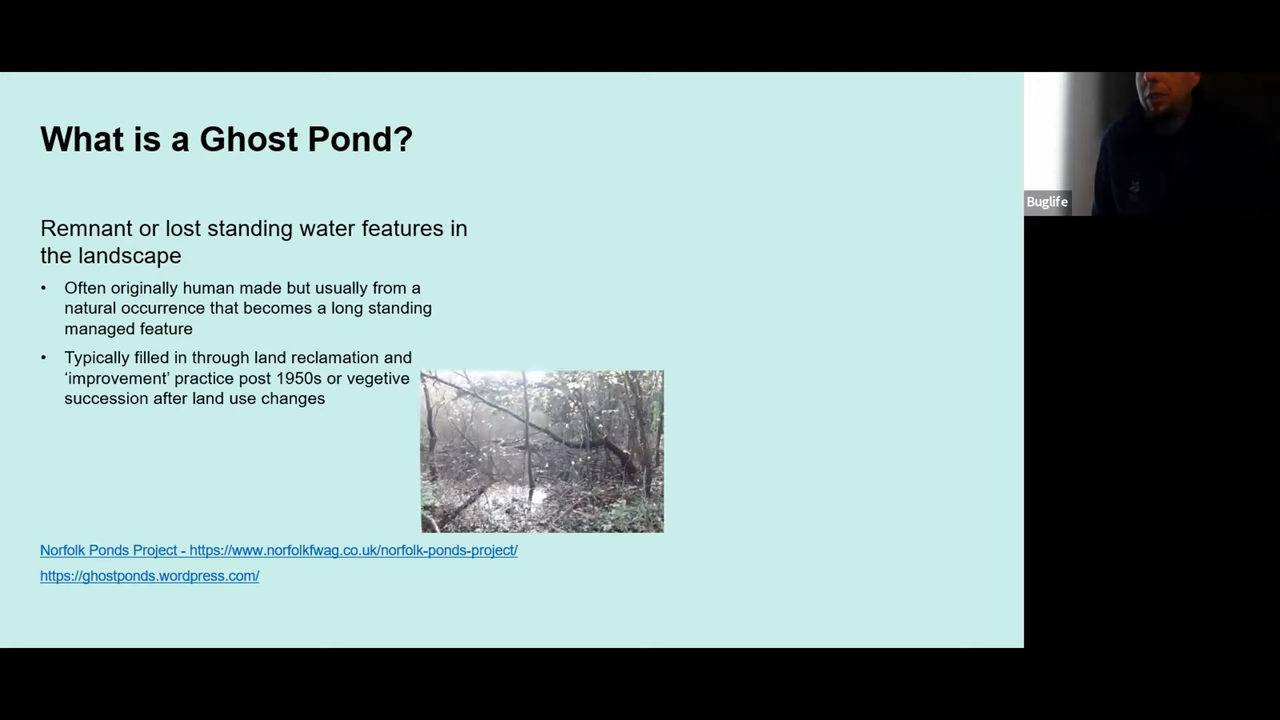 What is a Ghost Pond?
Remnant or lost standing water features in
the landscape
• Often originally human made but usually from a
natural occurrence that becomes a long standing
managed feature
• Typically filled in through land reclamation and
‘improvement’ practice post 1950s or vegetive
succession after land use changes
Norfolk Ponds Project - https://www.norfolkfwag.co.uk/norfolk-ponds-project/
https://ghostponds.wordpress.com/
Buglife